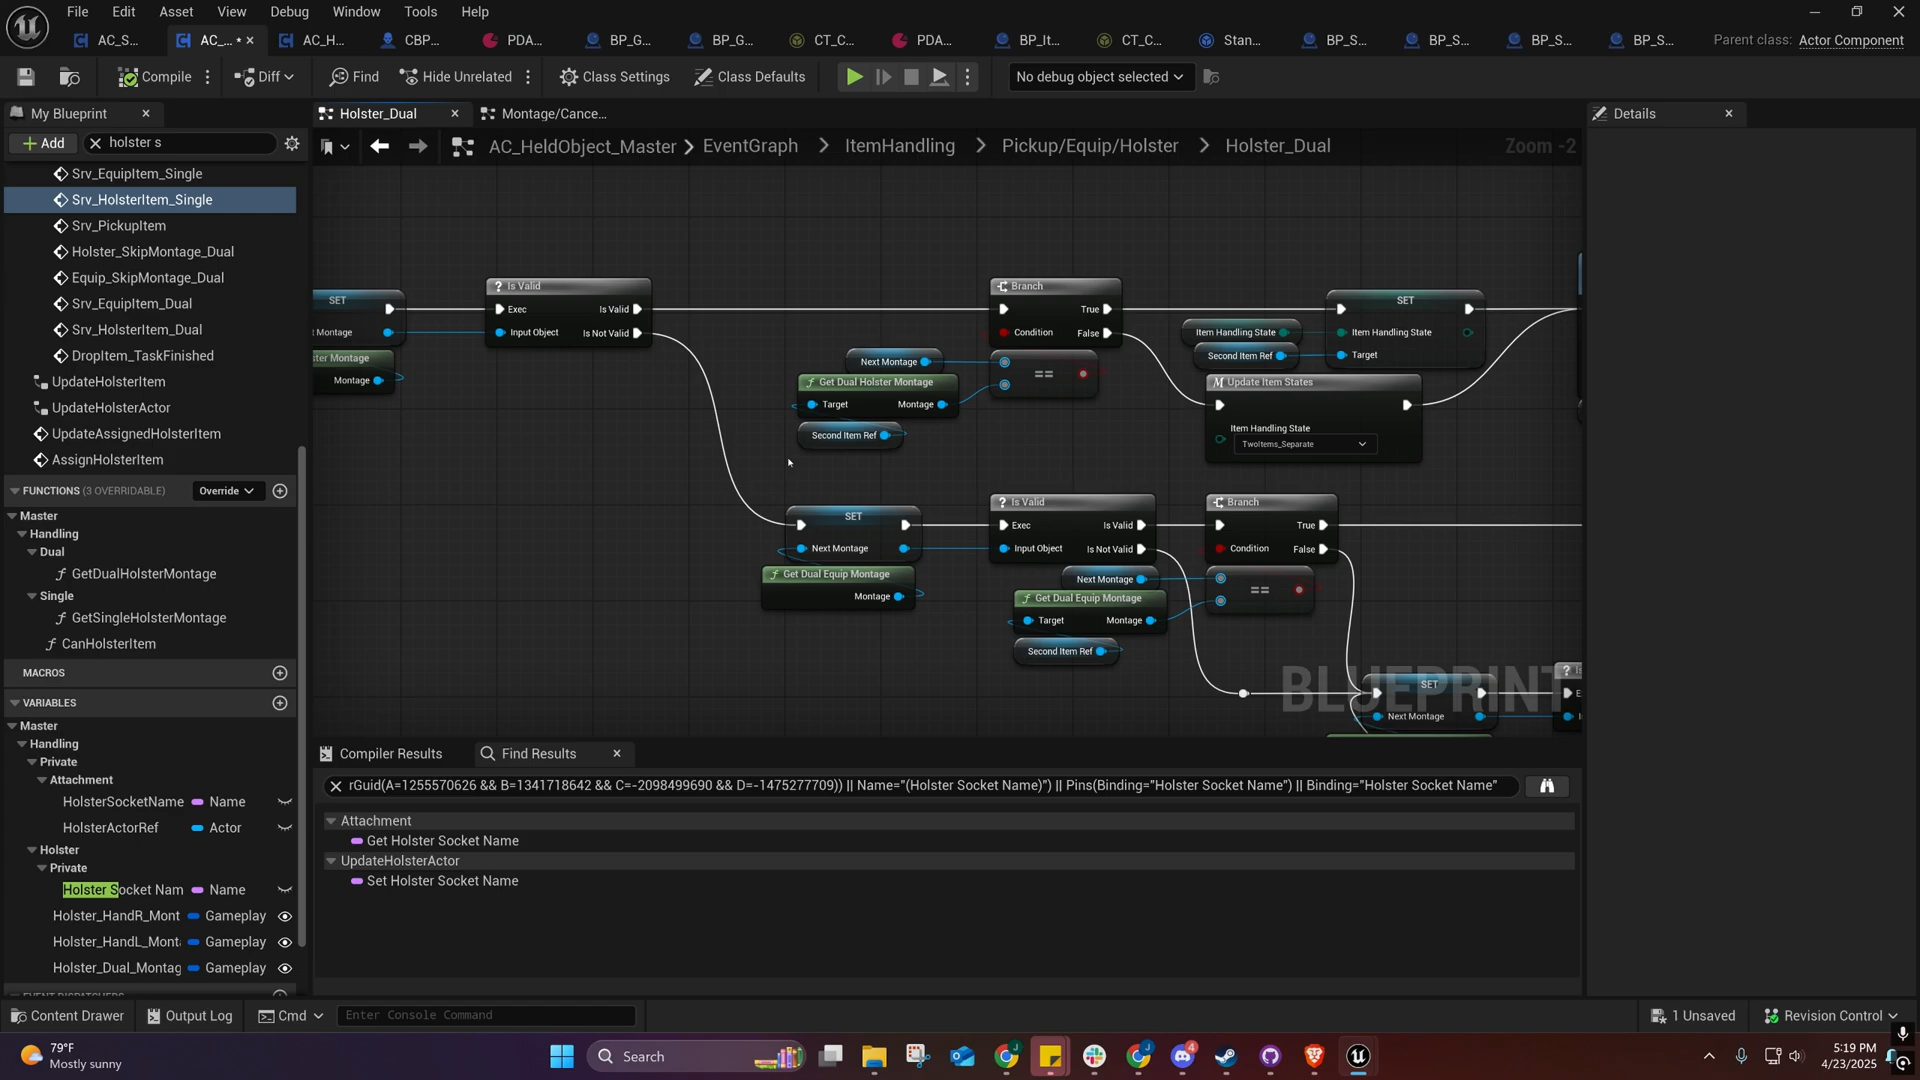 File Edit Asset View Debug Window Tools Help
AC_S... AC_... * AC_H... CBP... PDA... BP_G... BP_G... CT_C... PDA... BP_It... CT_C... Stan... BP_S... BP_S... BP_S... BP_S... Parent class: Actor Component
Compile Diff Find Hide Unrelated Class Settings Class Defaults No debug object selected
My Blueprint
Holster_Dual Montage/Cance...
Details
Add holster s
AC_HeldObject_Master EventGraph ItemHandling Pickup/Equip/Holster Holster_Dual Zoom -2
Srv_EquipItem_Single
Srv_HolsterItem_Single
Srv_PickupItem
Holster_SkipMontage_Dual
Equip_SkipMontage_Dual
Srv_EquipItem_Dual
Srv_HolsterItem_Dual
DropItem_TaskFinished
UpdateHolsterItem
UpdateHolsterActor
UpdateAssignedHolsterItem
AssignHolsterItem
FUNCTIONS (3 OVERRIDABLE) Override
Master
Handling
Dual
GetDualHolsterMontage
Single
GetSingleHolsterMontage
CanHolsterItem
MACROS
VARIABLES
Master
Handling
Private
Attachment
HolsterSocketName Name
HolsterActorRef Actor
Holster
Private
Holster Socket Nam Name
Holster_HandR_Mont Gameplay
Holster_HandL_Mont Gameplay
Holster_Dual_Montag Gameplay
SET
t Montage
ster Montage
Montage
? Is Valid
Exec Is Valid
Input Object Is Not Valid
Branch
True
Condition False
Next Montage
f Get Dual Holster Montage
Target Montage
Second Item Ref
==
SET
Item Handling State Item Handling State
Second Item Ref Target
Update Item States
Item Handling State
TwoItems_Separate
SET
Next Montage
f Get Dual Equip Montage
Montage
? Is Valid
Exec Is Valid
Input Object Is Not Valid
Branch
True
Condition False
Next Montage
f Get Dual Equip Montage
Target Montage
Second Item Ref
==
SET
Next Montage
BLUEPRINT
Compiler Results Find Results
rGuid(A=1255570626 && B=1341718642 && C=-2098499690 && D=-1475277709)) || Name="(Holster Socket Name)") || Pins(Binding="Holster Socket Name") || Binding="Holster Socket Name"
Attachment
Get Holster Socket Name
UpdateHolsterActor
Set Holster Socket Name
Content Drawer Output Log Cmd Enter Console Command 1 Unsaved Revision Control
79°F
Mostly sunny
Search
4
5:19 PM
4/23/2025